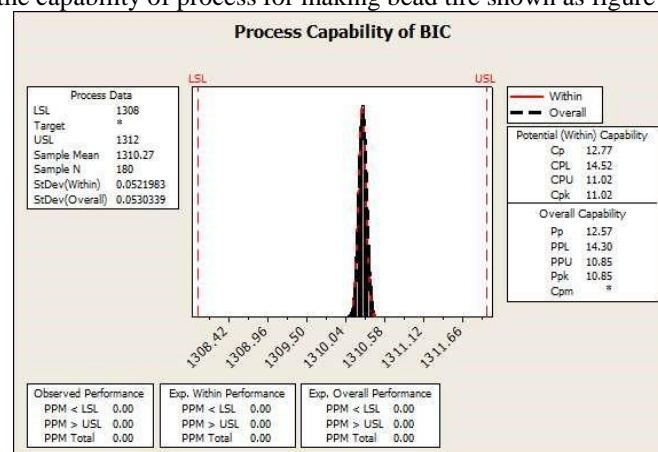 the capability of process for making bead tire shown as figure
Process Capability of BIC
LSL
USL
Process Data
LSL 1308
Target *
USL 1312
Sample Mean 1310.27
Sample N 180
StDev(Within) 0.0521983
StDev(Overall) 0.0530339
Within
Overall
Potential (Within) Capability
Cp 12.77
CPL 14.52
CPU 11.02
Cpk 11.02
Overall Capability
Pp 12.57
PPL 14.30
PPU 10.85
Ppk 10.85
Cpm *
1308.42 1308.96 1309.50 1310.04 1310.58 1311.12 1311.66
Observed Performance
PPM < LSL 0.00
PPM > USL 0.00
PPM Total 0.00
Exp. Within Performance
PPM < LSL 0.00
PPM > USL 0.00
PPM Total 0.00
Exp. Overall Performance
PPM < LSL 0.00
PPM > USL 0.00
PPM Total 0.00